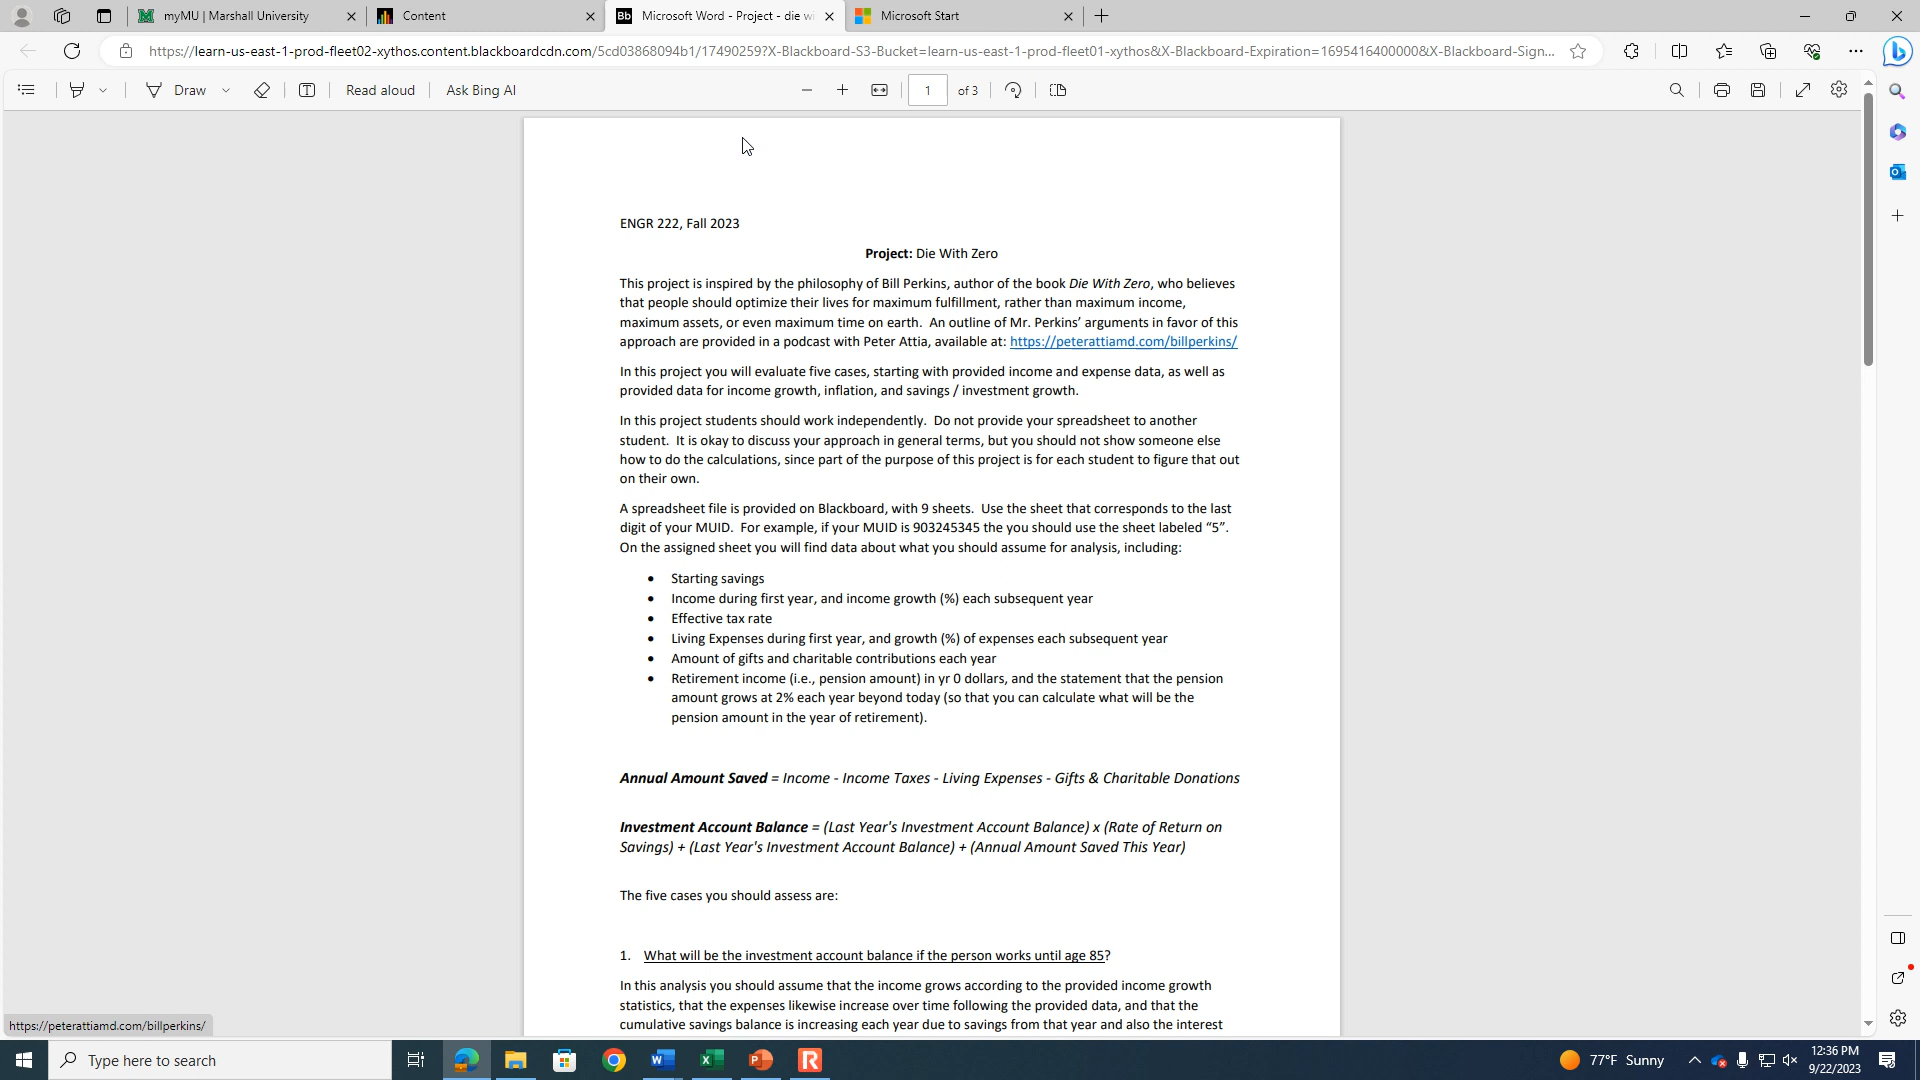 myMU | Marshall University
Content
Microsoft Word - Project - die wi
Microsoft Start
https://learn-us-east-1-prod-fleet02-xythos.content.blackboardcdn.com/5cd03868094b1/17490259?X-Blackboard-S3-Bucket=learn-us-east-1-prod-fleet01-xythos&X-Blackboard-Expiration=1695416400000&X-Blackboard-Sign...
Draw
Read aloud
Ask Bing AI
1
of 3
ENGR 222, Fall 2023
Project: Die With Zero
This project is inspired by the philosophy of Bill Perkins, author of the book Die With Zero, who believes
that people should optimize their lives for maximum fulfillment, rather than maximum income,
maximum assets, or even maximum time on earth. An outline of Mr. Perkins' arguments in favor of this
approach are provided in a podcast with Peter Attia, available at: https://peterattiamd.com/billperkins/
In this project you will evaluate five cases, starting with provided income and expense data, as well as
provided data for income growth, inflation, and savings / investment growth.
In this project students should work independently. Do not provide your spreadsheet to another
student. It is okay to discuss your approach in general terms, but you should not show someone else
how to do the calculations, since part of the purpose of this project is for each student to figure that out
on their own.
A spreadsheet file is provided on Blackboard, with 9 sheets. Use the sheet that corresponds to the last
digit of your MUID. For example, if your MUID is 903245345 the you should use the sheet labeled “5”.
On the assigned sheet you will find data about what you should assume for analysis, including:
• Starting savings
• Income during first year, and income growth (%) each subsequent year
• Effective tax rate
• Living Expenses during first year, and growth (%) of expenses each subsequent year
• Amount of gifts and charitable contributions each year
• Retirement income (i.e., pension amount) in yr 0 dollars, and the statement that the pension
amount grows at 2% each year beyond today (so that you can calculate what will be the
pension amount in the year of retirement).
Annual Amount Saved = Income - Income Taxes - Living Expenses - Gifts & Charitable Donations
Investment Account Balance = (Last Year's Investment Account Balance) x (Rate of Return on
Savings) + (Last Year's Investment Account Balance) + (Annual Amount Saved This Year)
The five cases you should assess are:
1. What will be the investment account balance if the person works until age 85?
In this analysis you should assume that the income grows according to the provided income growth
statistics, that the expenses likewise increase over time following the provided data, and that the
cumulative savings balance is increasing each year due to savings from that year and also the interest
https://peterattiamd.com/billperkins/
Type here to search
77°F Sunny
12:36 PM
9/22/2023